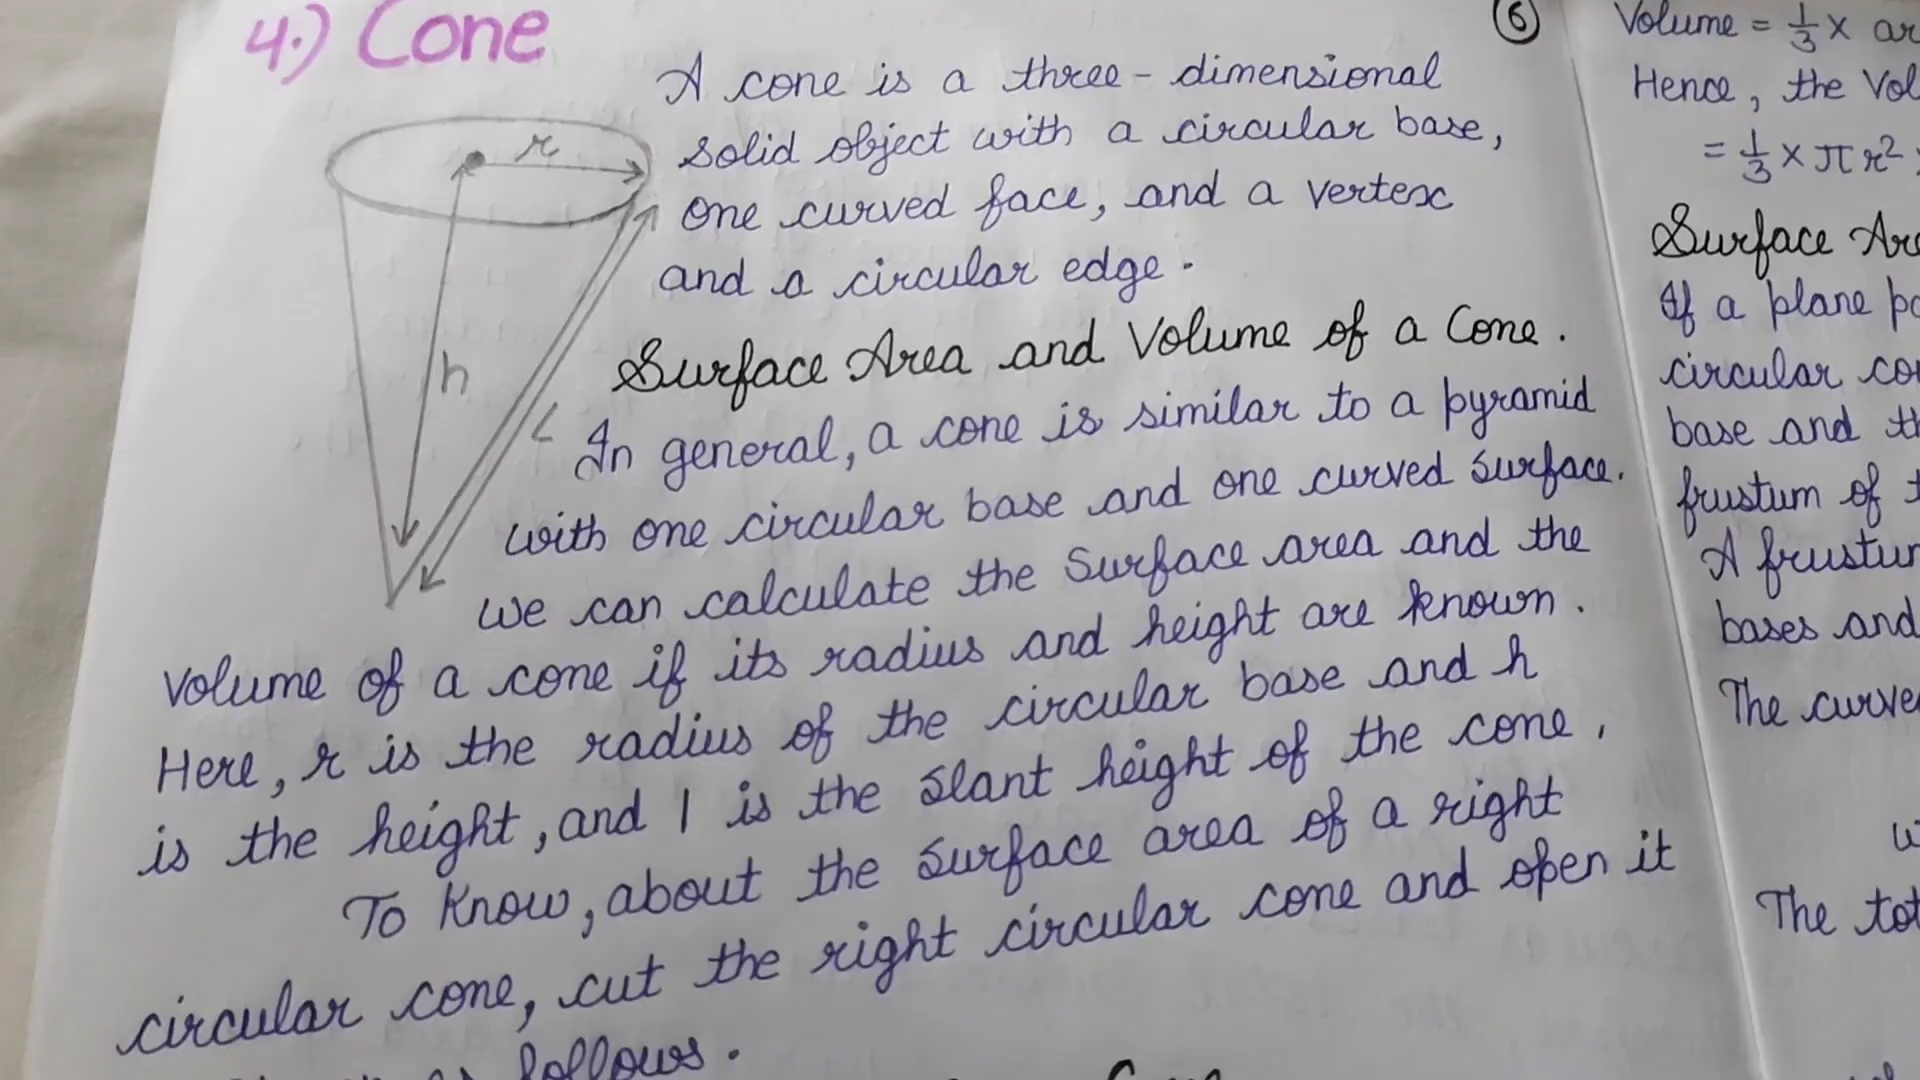 4.) Cone
A cone is a three-dimensional
solid object with a circular base,
one curved face, and a vertex
and a circular edge.
r
h
L
Surface Area and Volume of a Cone.
In general, a cone is similar to a pyramid
with one circular base and one curved surface.
we can calculate the Surface area and the
Volume of a cone if its radius and height are known.
Here, r is the radius of the circular base and h
is the height, and l is the slant height of the cone.
To know, about the surface area of a right
circular cone, cut the right circular cone and open it
follows.
6
Volume = 1/3 x
Hence, the
= 1/3 x πr²
Surface
If a plane
circular
base and
frustum of
A
bases and
The
The